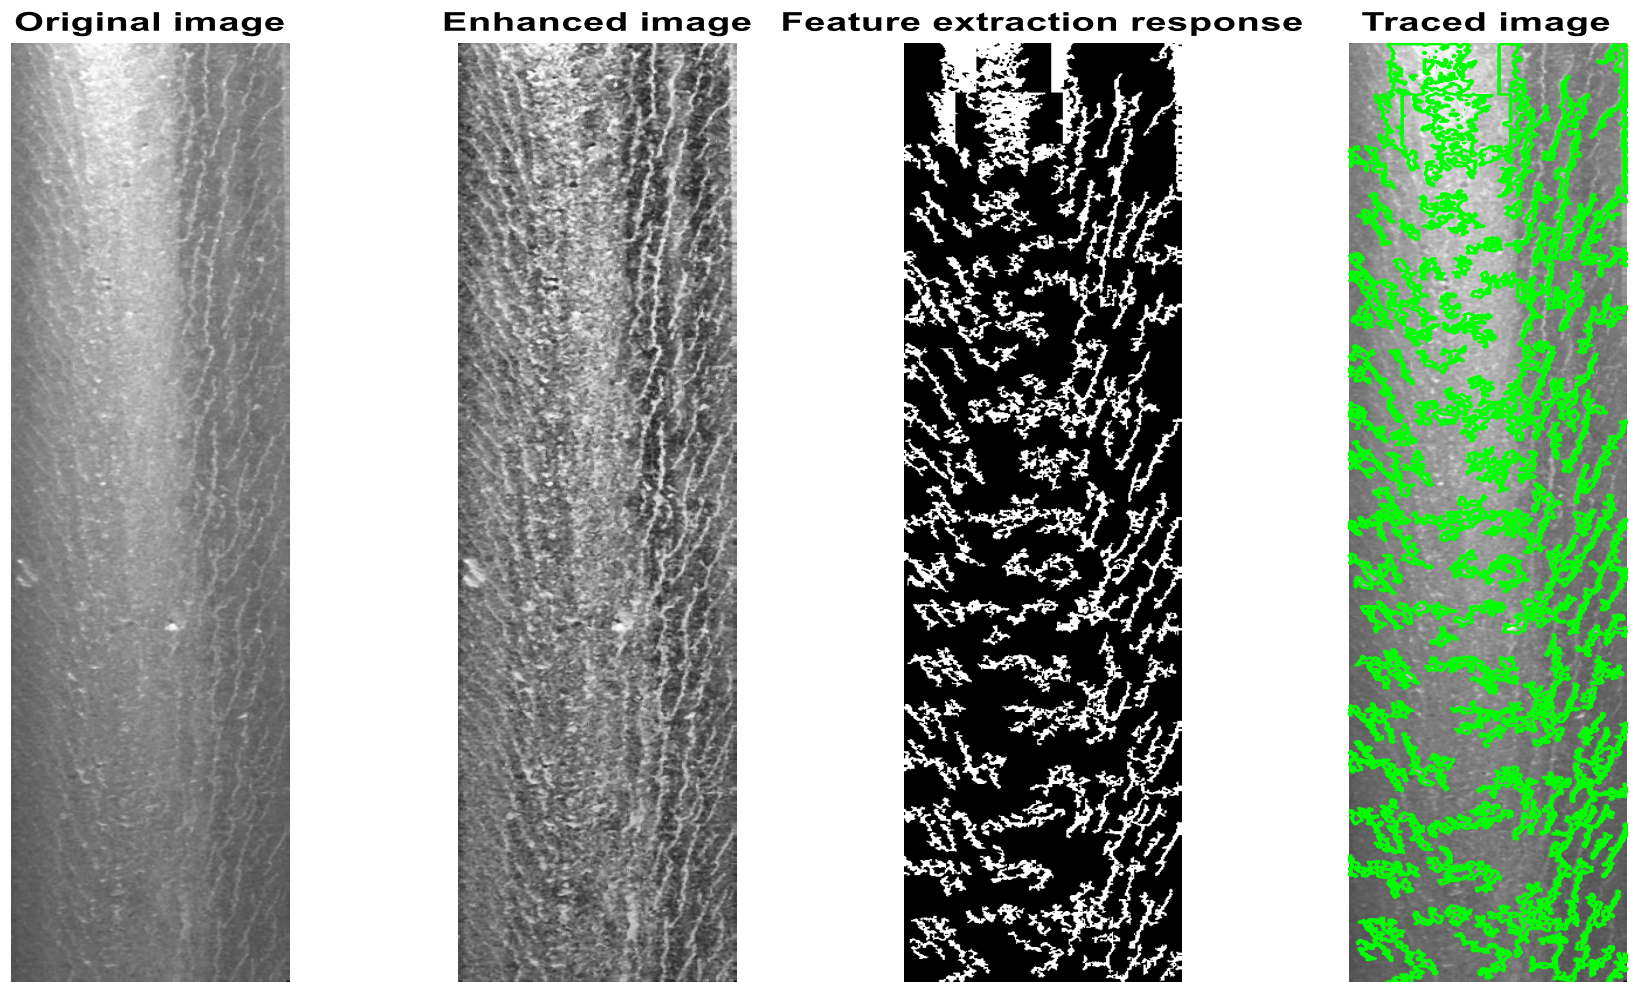 Original image
Enhanced image
Feature extraction response
Traced image